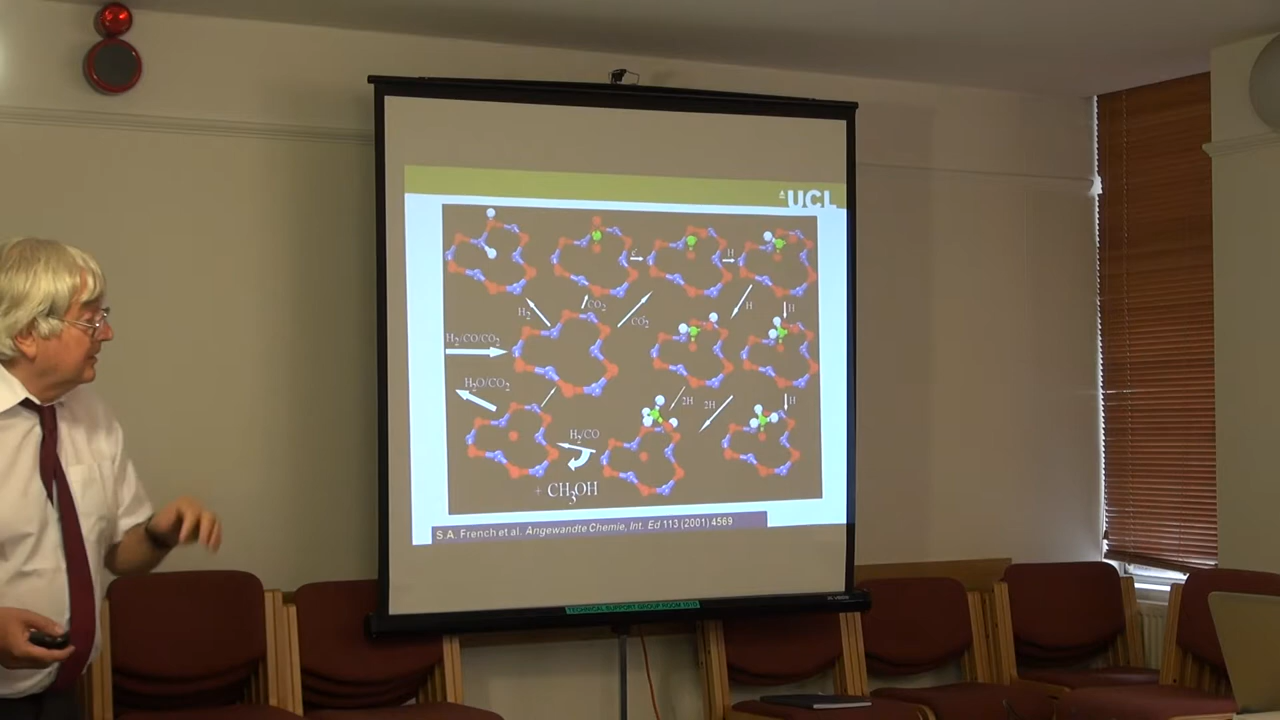 UCL
e⁻
H
H₂
CO₂
CO₂
H
H
H₂/CO/CO₂
H₂O/CO₂
2H
2H
H
H₂/CO
+ CH₃OH
S.A. French et al. Angewandte Chemie, Int. Ed 113 (2001) 4569
TECHNICAL SUPPORT GROUP ROOM 101D